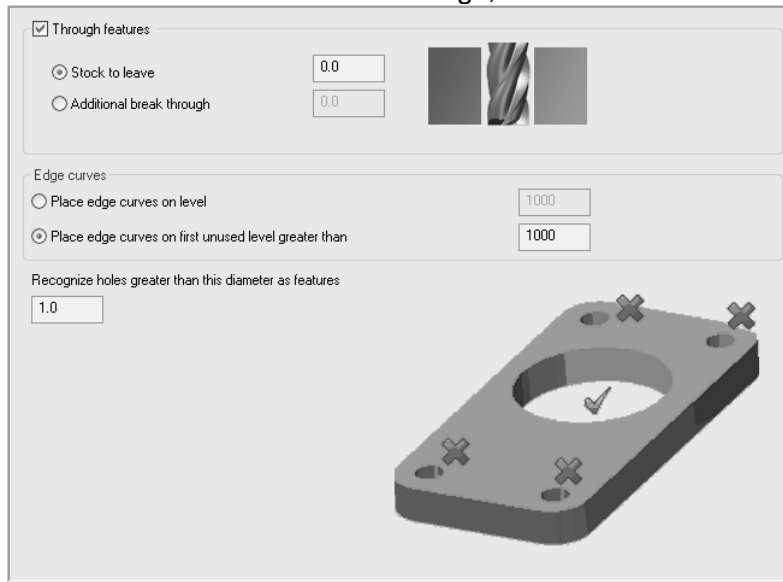 Through features
Stock to leave 0.0
Additional break through 0.0
Edge curves
Place edge curves on level 1000
Place edge curves on first unused level greater than 1000
Recognize holes greater than this diameter as features
1.0